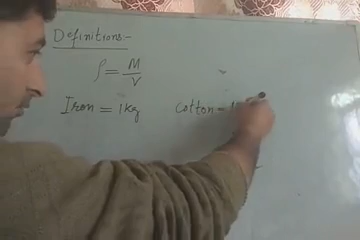 Definitions:-
ρ = M/V
Iron = 1kg Cotton = 1